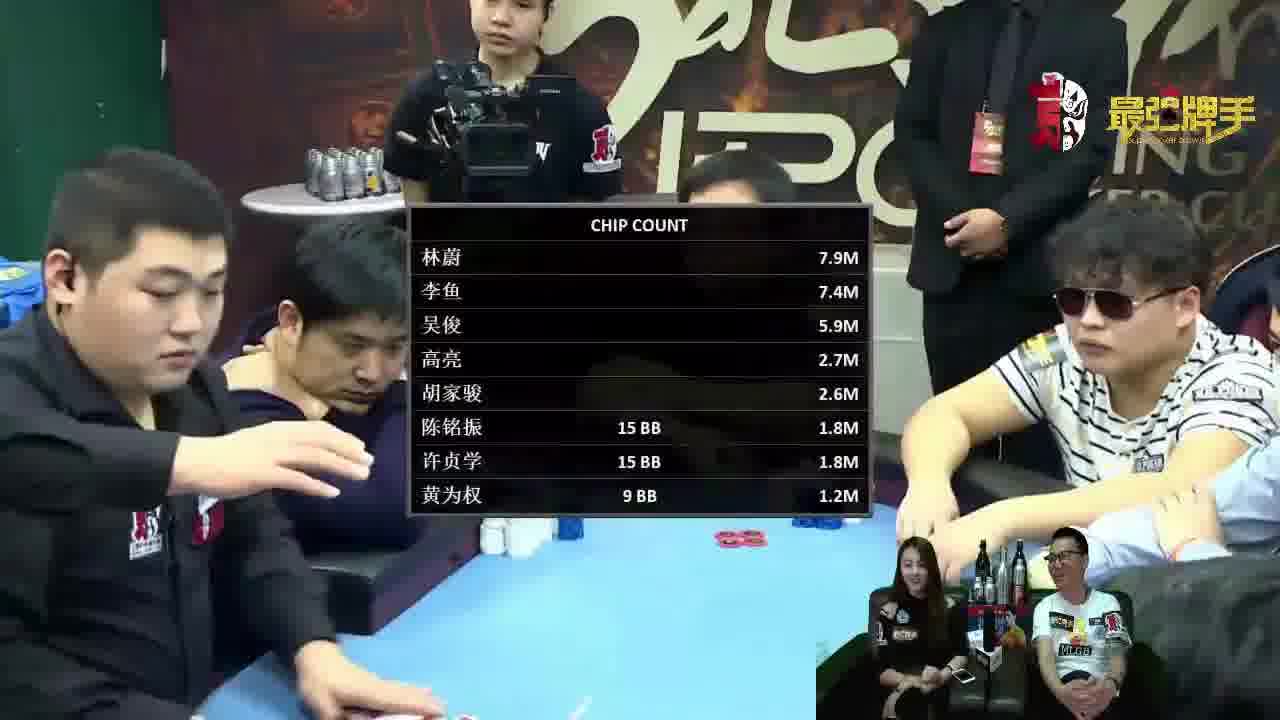 最强牌手
CHIP COUNT
林蔚 7.9M
李鱼 7.4M
吴俊 5.9M
高亮 2.7M
胡家骏 2.6M
陈铭振 15 BB 1.8M
许贞学 15 BB 1.8M
黄为权 9 BB 1.2M
MLGB